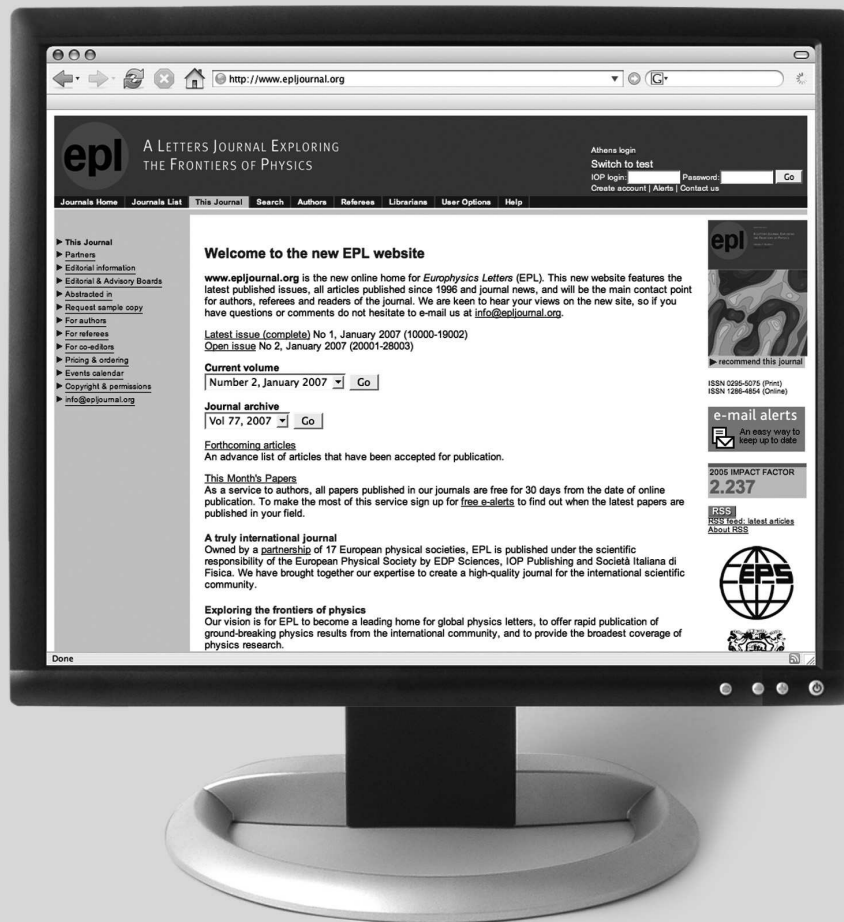 http://www.epljournal.org
G
epl
A LETTERS JOURNAL EXPLORING
THE FRONTIERS OF PHYSICS
Athens login
Switch to test
IOP login: Password: Go
Create account | Alerts | Contact us
Journals Home Journals List This Journal Search Authors Referees Librarians User Options Help
This Journal
Partners
Editorial information
Editorial & Advisory Boards
Abstracted in
Request sample copy
For authors
For referees
For co-editors
Pricing & ordering
Events calendar
Copyright & permissions
info@epljournal.org
Welcome to the new EPL website
www.epljournal.org is the new online home for Europhysics Letters (EPL). This new website features the
latest published issues, all articles published since 1996 and journal news, and will be the main contact point
for authors, referees and readers of the journal. We are keen to hear your views on the new site, so if you
have questions or comments do not hesitate to e-mail us at info@epljournal.org.
Latest issue (complete) No 1, January 2007 (10000-19002)
Open issue No 2, January 2007 (20001-28003)
Current volume
Number 2, January 2007 Go
Journal archive
Vol 77, 2007 Go
Forthcoming articles
An advance list of articles that have been accepted for publication.
This Month's Papers
As a service to authors, all papers published in our journals are free for 30 days from the date of online
publication. To make the most of this service sign up for free e-alerts to find out when the latest papers are
published in your field.
A truly international journal
Owned by a partnership of 17 European physical societies, EPL is published under the scientific
responsibility of the European Physical Society by EDP Sciences, IOP Publishing and Società Italiana di
Fisica. We have brought together our expertise to create a high-quality journal for the international scientific
community.
Exploring the frontiers of physics
Our vision is for EPL to become a leading home for global physics letters, to offer rapid publication of
ground-breaking physics results from the international community, and to provide the broadest coverage of
physics research.
epl
recommend this journal
ISSN 0295-5075 (Print)
ISSN 1286-4854 (Online)
e-mail alerts
An easy way to
keep up to date
2005 IMPACT FACTOR
2.237
RSS
RSS feed: latest articles
About RSS
EPS
Done